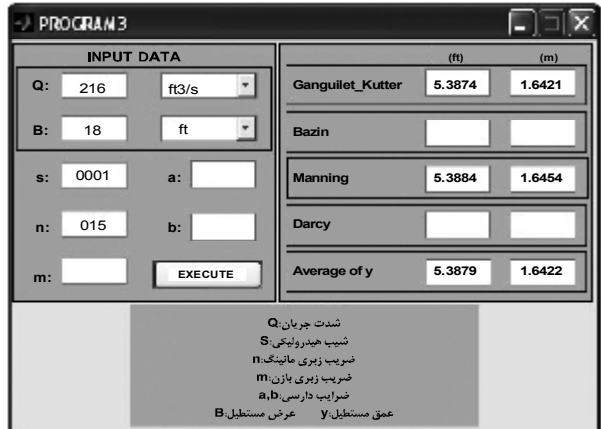 PROGRAM 3
INPUT DATA
Q: 216 ft3/s
B: 18 ft
s: 0001 a:
n: 015 b:
m: EXECUTE
(ft) (m)
Ganguilet_Kutter 5.3874 1.6421
Bazin
Manning 5.3884 1.6454
Darcy
Average of y 5.3879 1.6422
شدت جریان:Q
شیب هیدرولیکی:S
ضریب زبری مانینگ:n
ضریب زبری بازن:m
ضرایب دارسی:a,b
عمق مستطیل:y عرض مستطیل:B